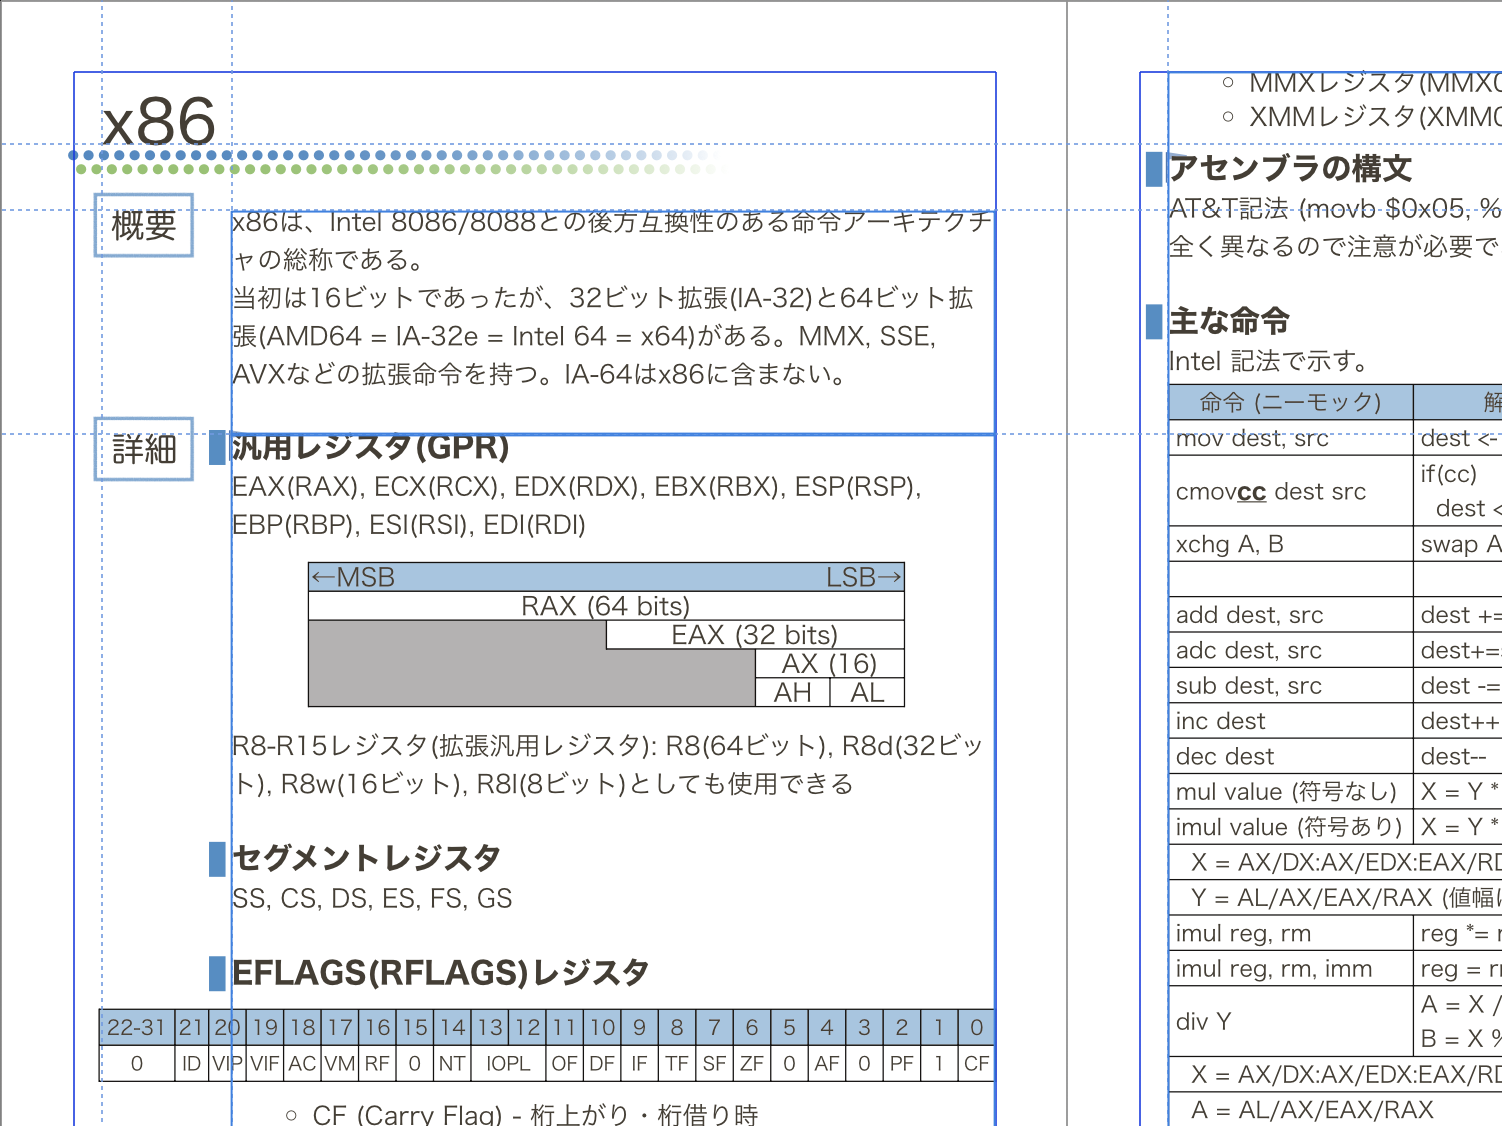 x86
概要
x86は、Intel 8086/8088との後方互換性のある命令アーキテクチ
ャの総称である。
当初は16ビットであったが、32ビット拡張(IA-32)と64ビット拡
張(AMD64 = IA-32e = Intel 64 = x64)がある。MMX, SSE,
AVXなどの拡張命令を持つ。IA-64はx86に含まない。
詳細
汎用レジスタ(GPR)
EAX(RAX), ECX(RCX), EDX(RDX), EBX(RBX), ESP(RSP),
EBP(RBP), ESI(RSI), EDI(RDI)
←MSB LSB→
RAX (64 bits)
EAX (32 bits)
AX (16)
AH AL
R8-R15レジスタ(拡張汎用レジスタ): R8(64ビット), R8d(32ビッ
ト), R8w(16ビット), R8l(8ビット)としても使用できる
セグメントレジスタ
SS, CS, DS, ES, FS, GS
EFLAGS(RFLAGS)レジスタ
22-31 21 20 19 18 17 16 15 14 13 12 11 10 9 8 7 6 5 4 3 2 1 0
0 ID VIP VIF AC VM RF 0 NT IOPL OF DF IF TF SF ZF 0 AF 0 PF 1 CF
○ CF (Carry Flag) - 桁上がり・桁借り時
○ MMXレジスタ(MMX
○ XMMレジスタ(XMM
アセンブラの構文
AT&T記法 (movb $0x05, %
全く異なるので注意が必要で
主な命令
Intel 記法で示す。
命令 (ニーモック) 解
mov dest, src dest <-
cmovcc dest src if(cc)
dest <
xchg A, B swap A
add dest, src dest +=
adc dest, src dest+=
sub dest, src dest -=
inc dest dest++
dec dest dest--
mul value (符号なし) X = Y *
imul value (符号あり) X = Y *
X = AX/DX:AX/EDX:EAX/RD
Y = AL/AX/EAX/RAX (値幅に
imul reg, rm reg *= r
imul reg, rm, imm reg = r
div Y A = X /
B = X %
X = AX/DX:AX/EDX:EAX/RD
A = AL/AX/EAX/RAX